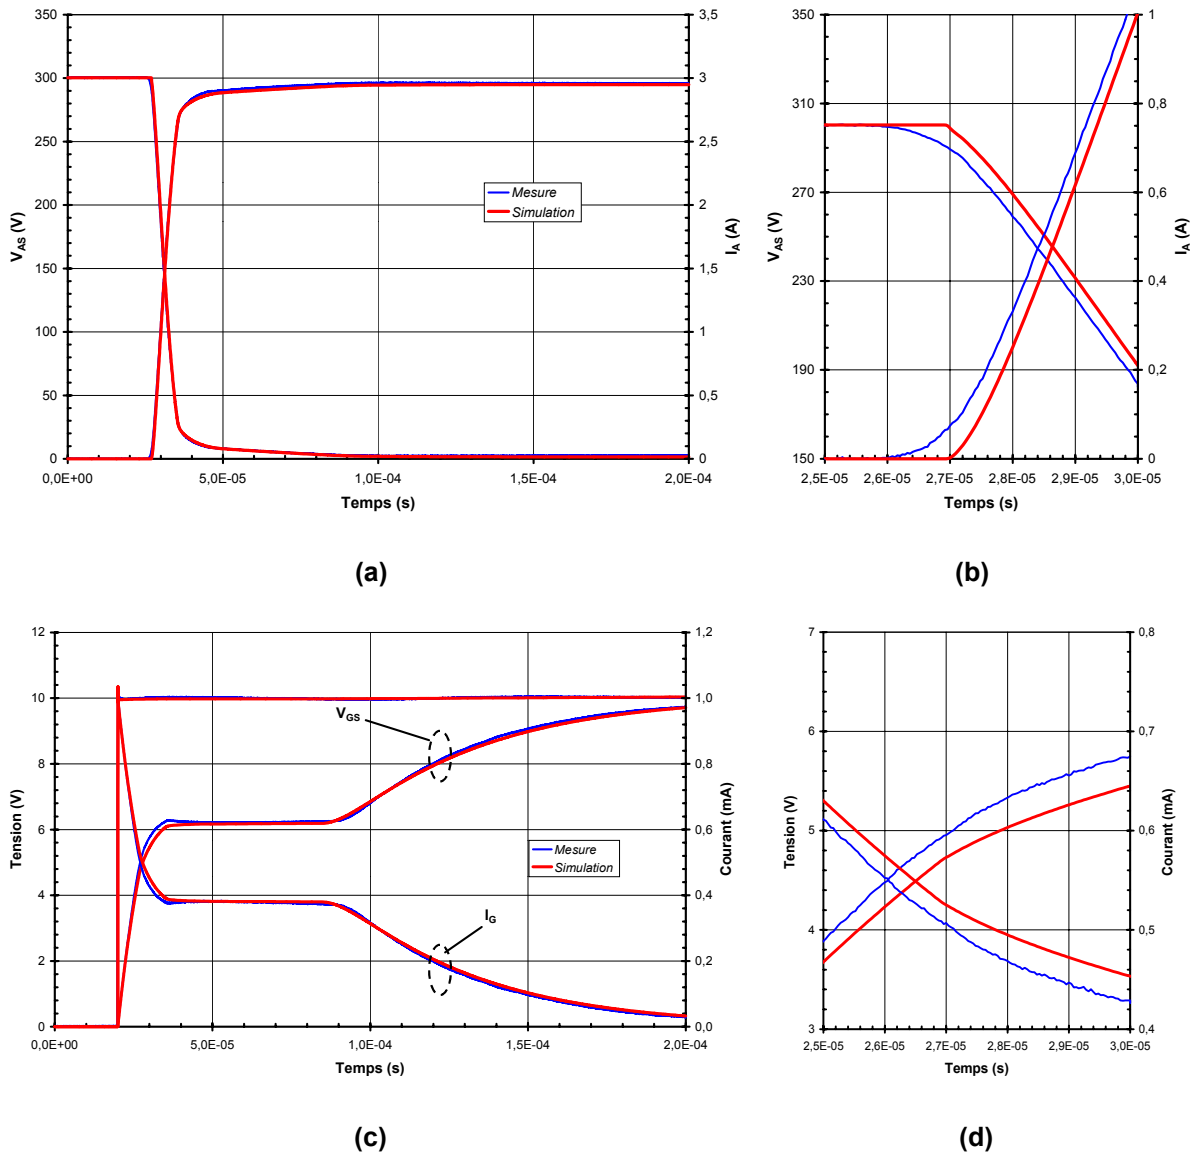 350
300
250
200
150
100
50
0
V_AS (V)
3,5
3
2,5
2
1,5
1
0,5
0
I_A (A)
Mesure
Simulation
0,0E+00 5,0E-05 1,0E-04 1,5E-04 2,0E-04
Temps (s)
(a)
350
310
270
230
190
150
V_AS (V)
1
0,8
0,6
0,4
0,2
0
I_A (A)
2,5E-05 2,6E-05 2,7E-05 2,8E-05 2,9E-05 3,0E-05
Temps (s)
(b)
12
10
8
6
4
2
0
Tension (V)
1,2
1,0
0,8
0,6
0,4
0,2
0,0
Courant (mA)
V_GS
Mesure
Simulation
I_G
0,0E+00 5,0E-05 1,0E-04 1,5E-04 2,0E-04
Temps (s)
(c)
7
6
5
4
3
Tension (V)
0,8
0,7
0,6
0,5
0,4
Courant (mA)
2,5E-05 2,6E-05 2,7E-05 2,8E-05 2,9E-05 3,0E-05
Temps (s)
(d)